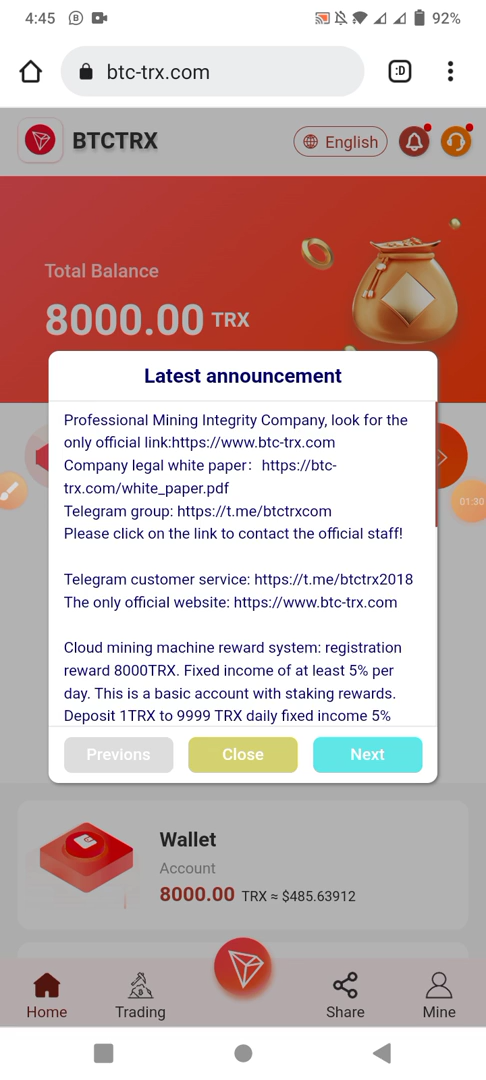 4:45
92%
btc-trx.com
:D
BTCTRX
English
Total Balance
8000.00 TRX
Latest announcement
Professional Mining Integrity Company, look for the
only official link:https://www.btc-trx.com
Company legal white paper：https://btc-
trx.com/white_paper.pdf
Telegram group: https://t.me/btctrxcom
Please click on the link to contact the official staff!
Telegram customer service: https://t.me/btctrx2018
The only official website: https://www.btc-trx.com
Cloud mining machine reward system: registration
reward 8000TRX. Fixed income of at least 5% per
day. This is a basic account with staking rewards.
Deposit 1TRX to 9999 TRX daily fixed income 5%
01:30
Previons
Close
Next
Wallet
Account
8000.00 TRX ≈ $485.63912
Home
Trading
Share
Mine